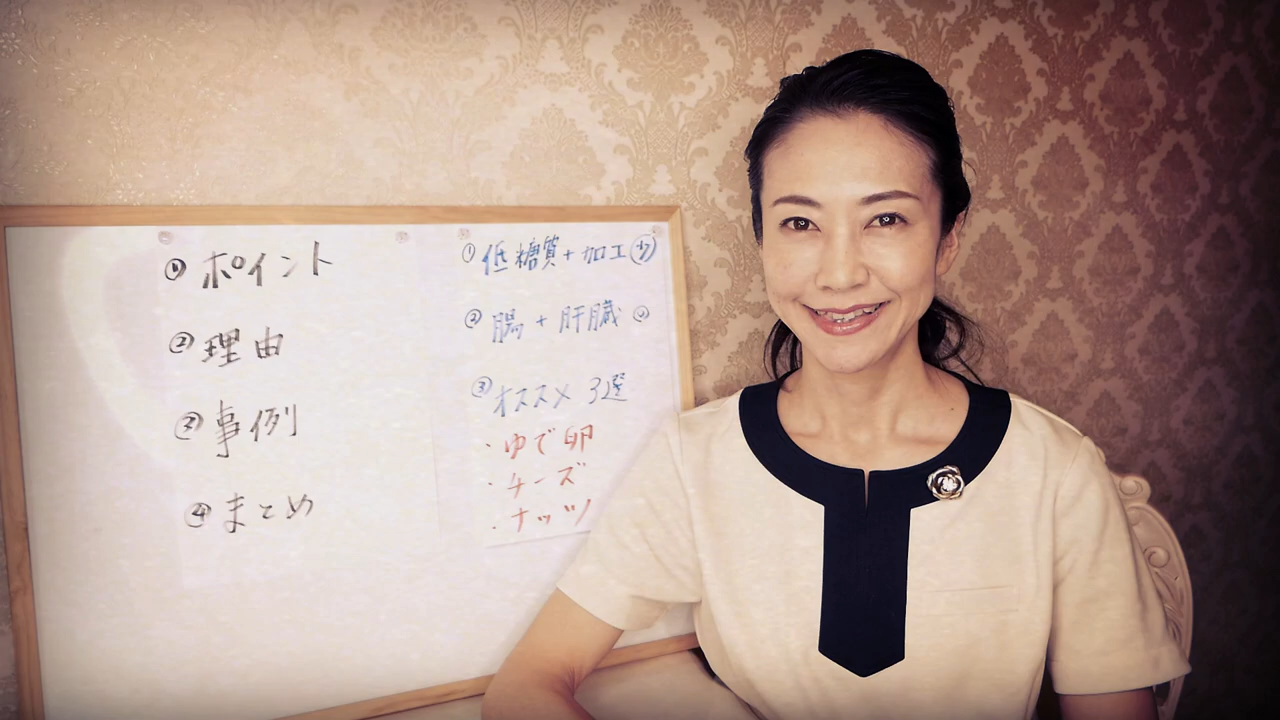 ① ポイント
② 理由
③ 事例
④ まとめ
① 低糖質+加工少
② 腸+肝臓
③ オススメ 3選
・ゆで卵
・チーズ
・ナッツ